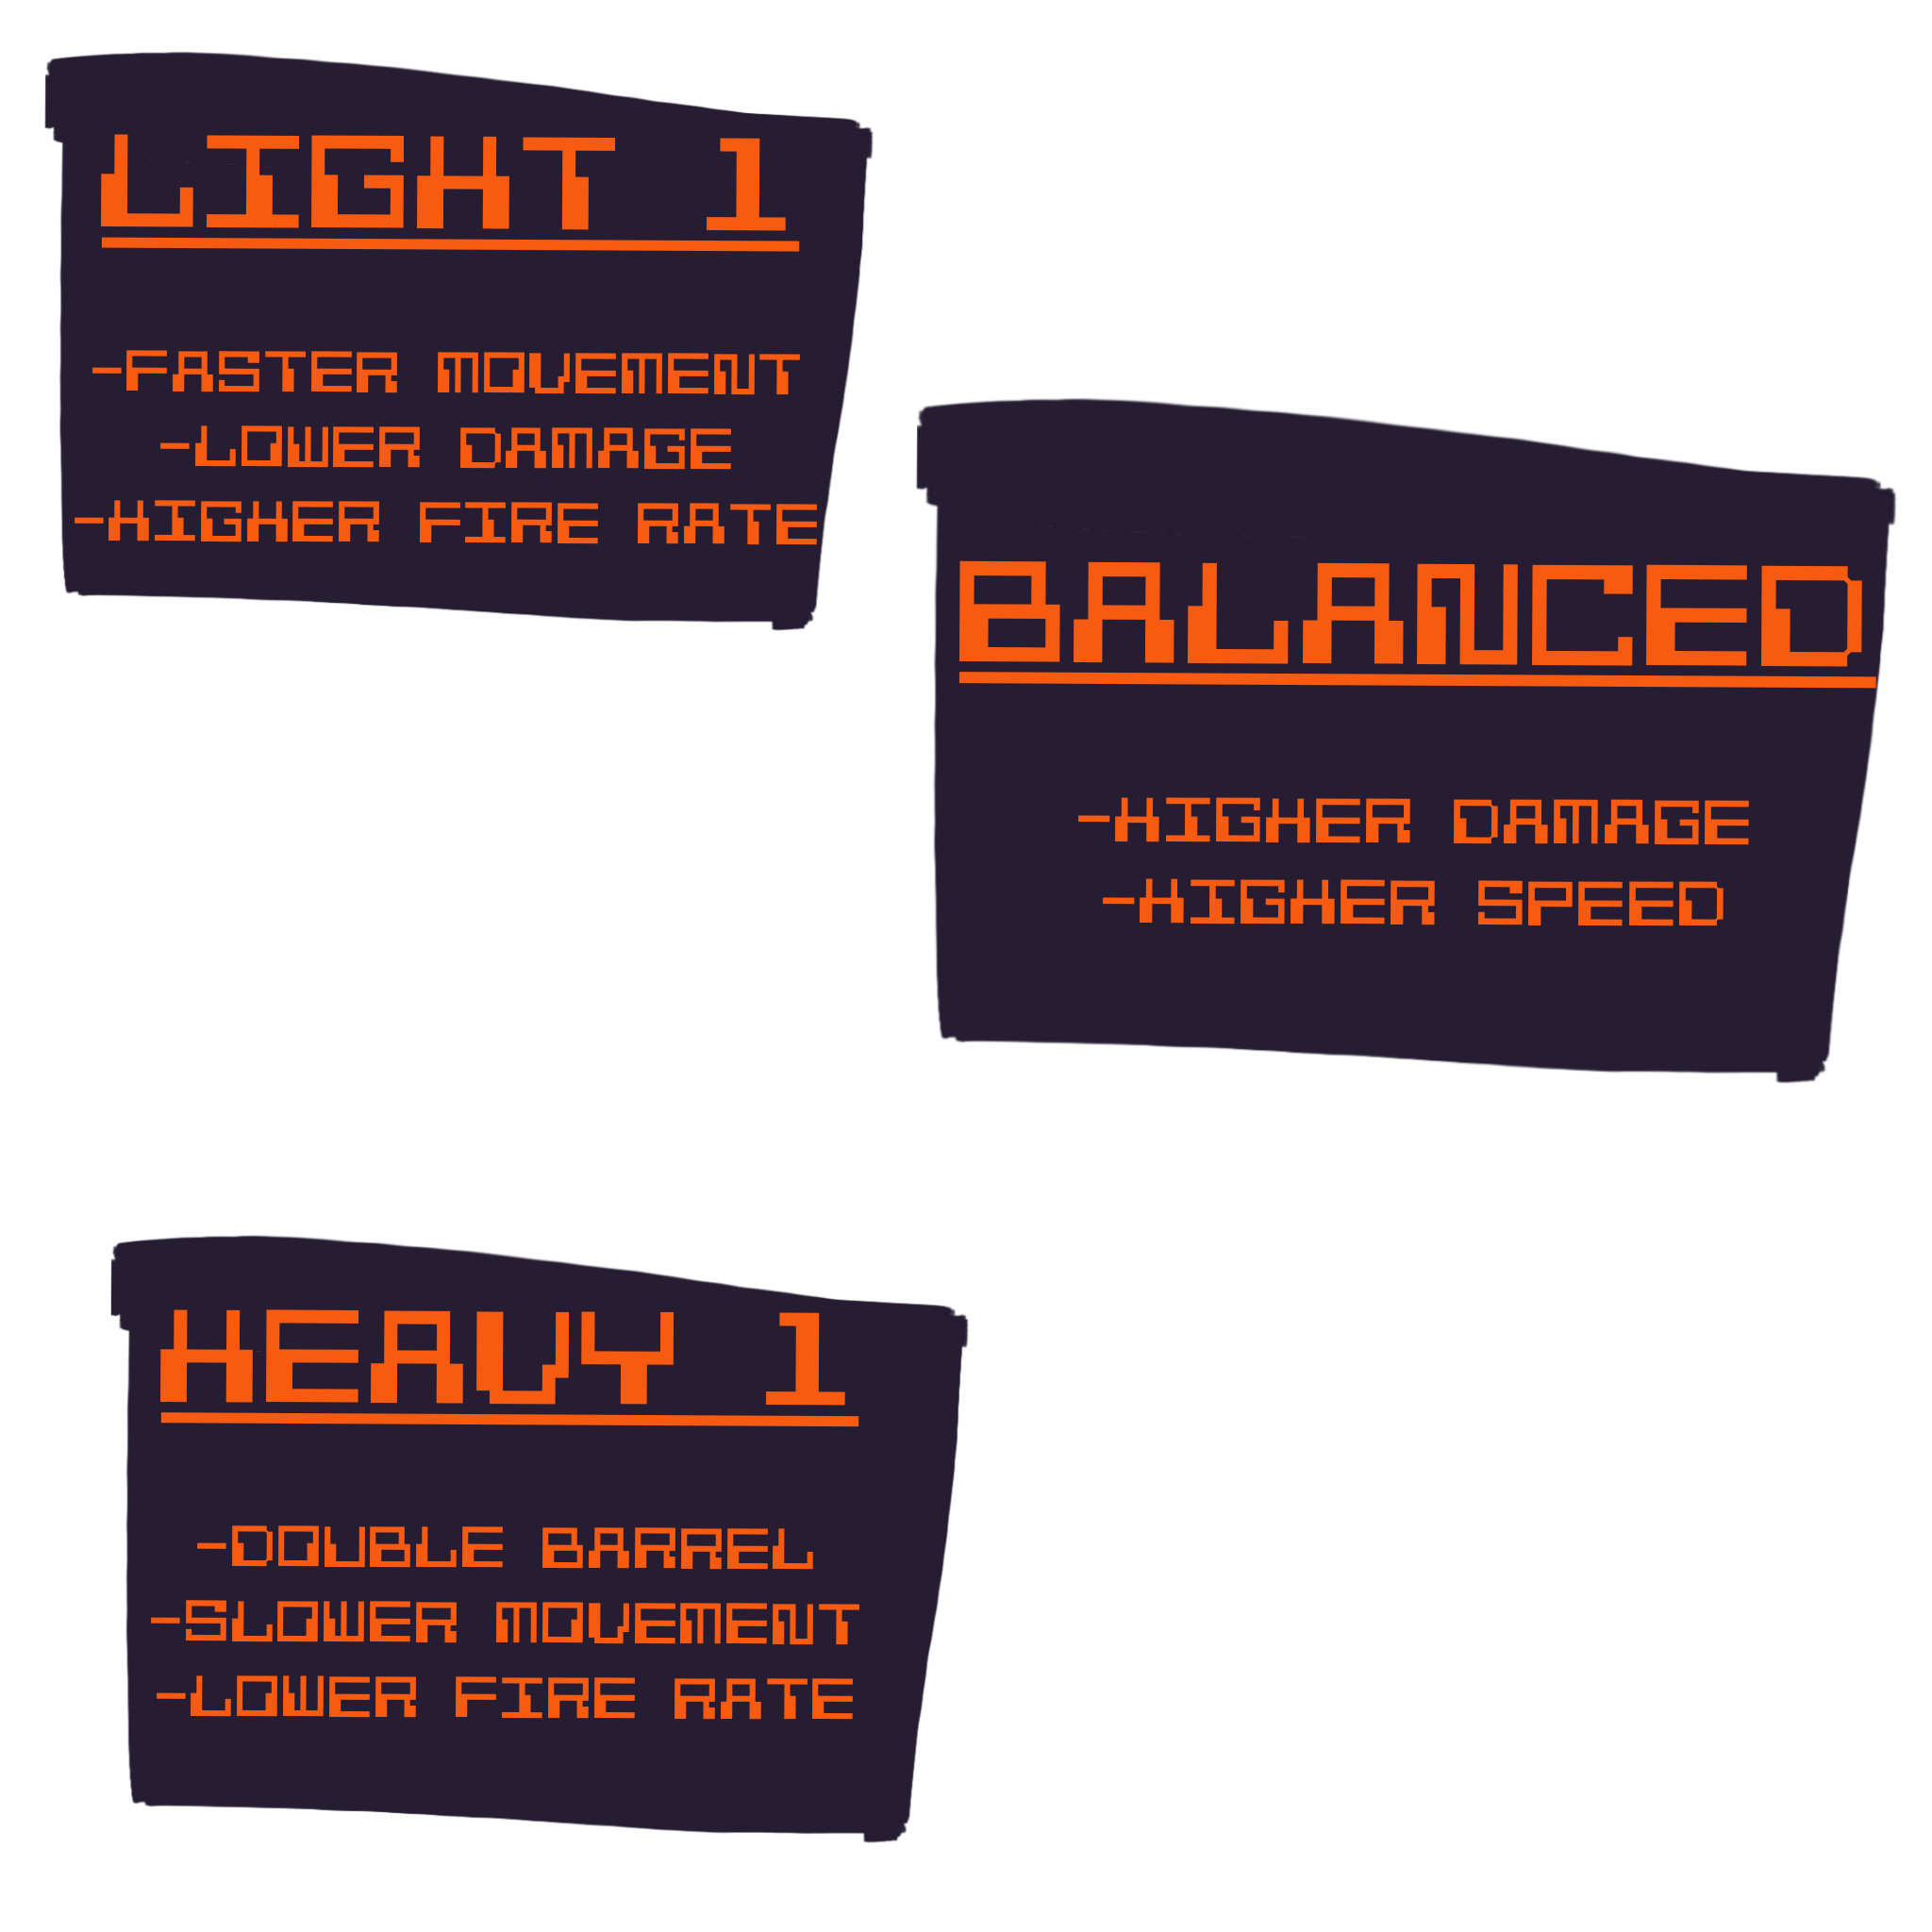 LIGHT 1
-FASTER MOVEMENT
-LOWER DAMAGE
-HIGHER FIRE RATE
BALANCED
-HIGHER DAMAGE
-HIGHER SPEED
HEAVY 1
-DOUBLE BARREL
-SLOWER MOVEMENT
-LOWER FIRE RATE